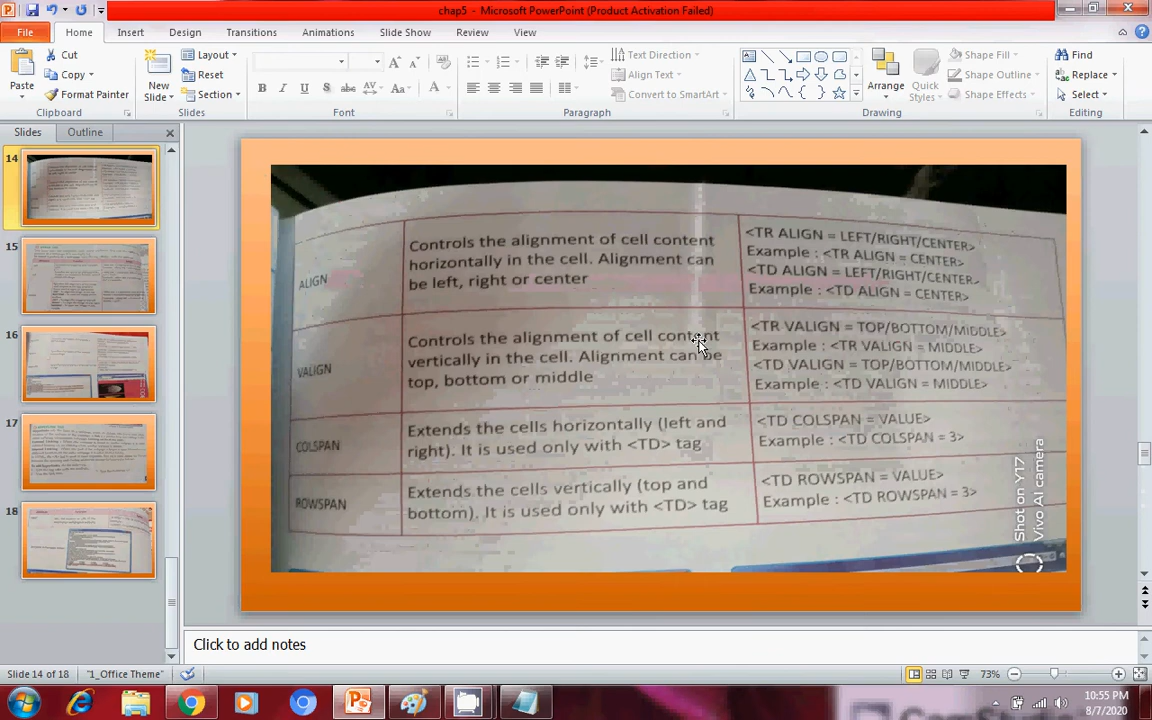 chap5 - Microsoft PowerPoint (Product Activation Failed)
File Home Insert Design Transitions Animations Slide Show Review View
Paste
Cut
Copy
Format Painter
Clipboard
New
Slide
Layout
Reset
Section
Slides
Font
Text Direction
Align Text
Convert to SmartArt
Paragraph
Arrange
Quick
Styles
Shape Fill
Shape Outline
Shape Effects
Drawing
Find
Replace
Select
Editing
Slides Outline
14
15
16
17
18
ALIGN
Controls the alignment of cell content
horizontally in the cell. Alignment can
be left, right or center
<TR ALIGN = LEFT/RIGHT/CENTER>
Example : <TR ALIGN = CENTER>
<TD ALIGN = LEFT/RIGHT/CENTER>
Example : <TD ALIGN = CENTER>
VALIGN
Controls the alignment of cell content
vertically in the cell. Alignment can be
top, bottom or middle
<TR VALIGN = TOP/BOTTOM/MIDDLE>
Example : <TR VALIGN = MIDDLE>
<TD VALIGN = TOP/BOTTOM/MIDDLE>
Example : <TD VALIGN = MIDDLE>
COLSPAN
Extends the cells horizontally (left and
right). It is used only with <TD> tag
<TD COLSPAN = VALUE>
Example : <TD COLSPAN = 3>
ROWSPAN
Extends the cells vertically (top and
bottom). It is used only with <TD> tag
<TD ROWSPAN = VALUE>
Example : <TD ROWSPAN = 3>
Shot on Y17
Vivo AI camera
Click to add notes
Slide 14 of 18 "1_Office Theme" 73%
10:55 PM
8/7/2020